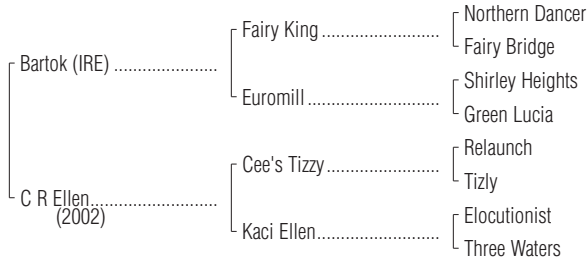 Northern Dancer
Fairy King ........................
Fairy Bridge
Bartok (IRE) .....................
Shirley Heights
Euromill ...........................
Green Lucia
Relaunch
Cee's Tizzy .......................
Tizly
C R Ellen..........................
(2002)
Elocutionist
Kaci Ellen.........................
Three Waters